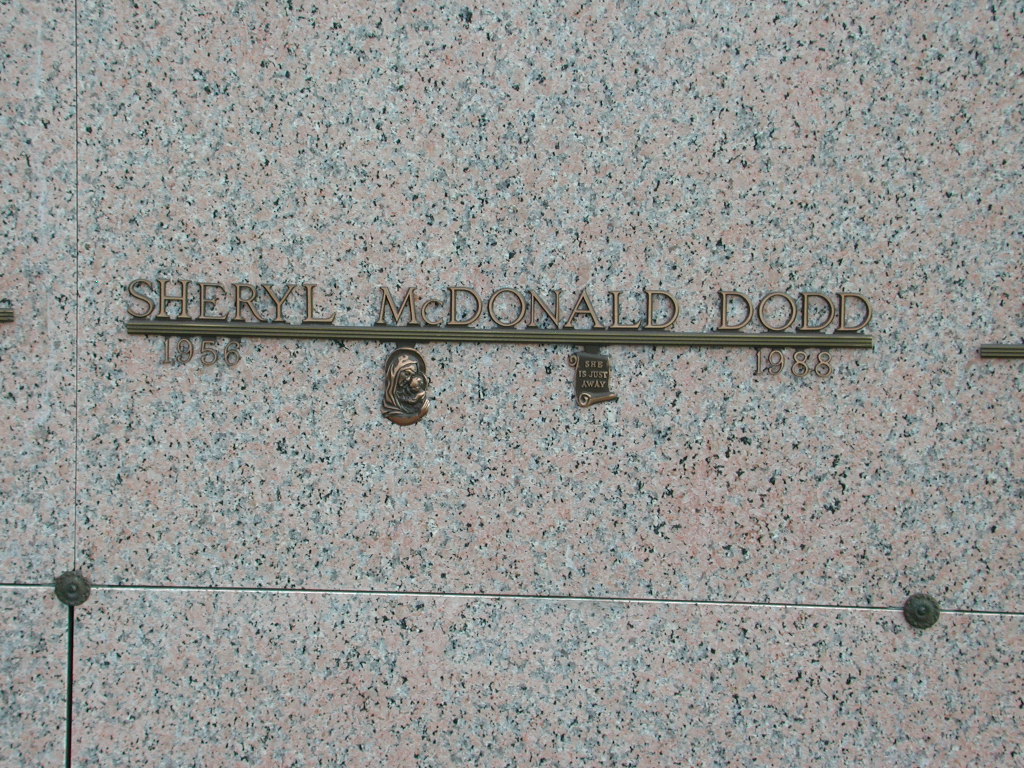 SHERYL McDONALD DODD
1956
SHE
IS JUST
AWAY
1988